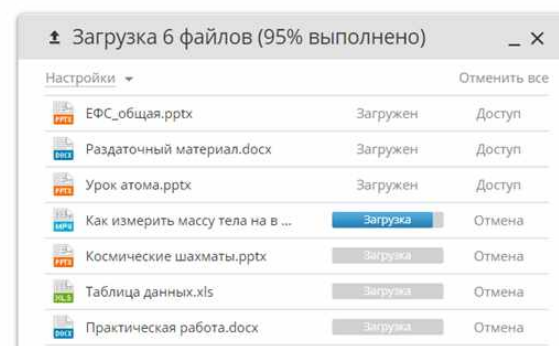 Загрузка 6 файлов (95% выполнено)
Настройки Отменить все
PPTX ЕФС_общая.pptx Загружен Доступ
DOCX Раздаточный материал.docx Загружен Доступ
PPTX Урок атома.pptx Загружен Доступ
MP4 Как измерить массу тела на в ... Загрузка Отмена
PPTX Космические шахматы.pptx Загрузка Отмена
XLS Таблица данных.xls Загрузка Отмена
DOCX Практическая работа.docx Загрузка Отмена